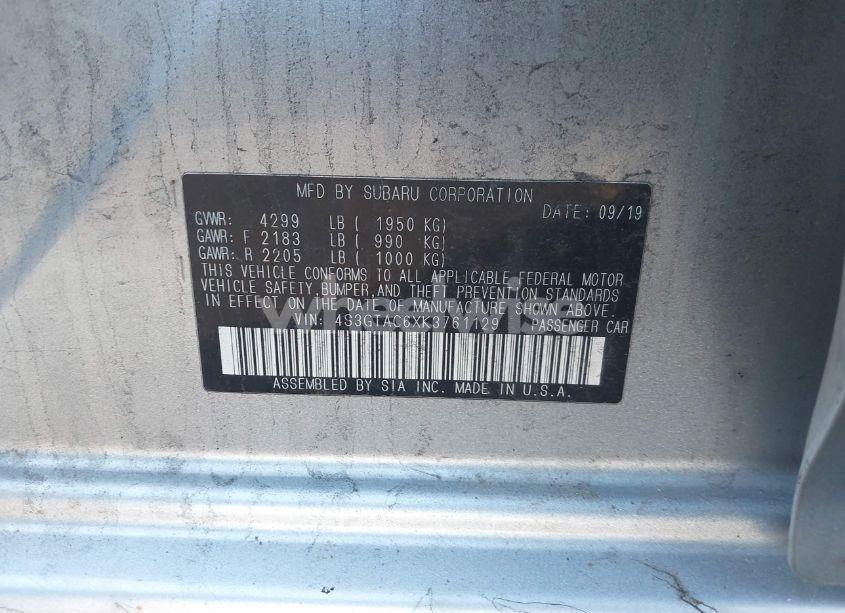 MFD BY SUBARU CORPORATION
DATE: 09/19
GVWR: 4299 LB ( 1950 KG)
GAWR: F 2183 LB ( 990 KG)
GAWR: R 2205 LB ( 1000 KG)
THIS VEHICLE CONFORMS TO ALL APPLICABLE FEDERAL MOTOR
VEHICLE SAFETY,BUMPER,AND THEFT PREVENTION STANDARDS
IN EFFECT ON THE DATE OF MANUFACTURE SHOWN ABOVE.
VIN: 4S3GTAC6XK3761129 PASSENGER CAR
ASSEMBLED BY SIA INC. MADE IN U.S.A.